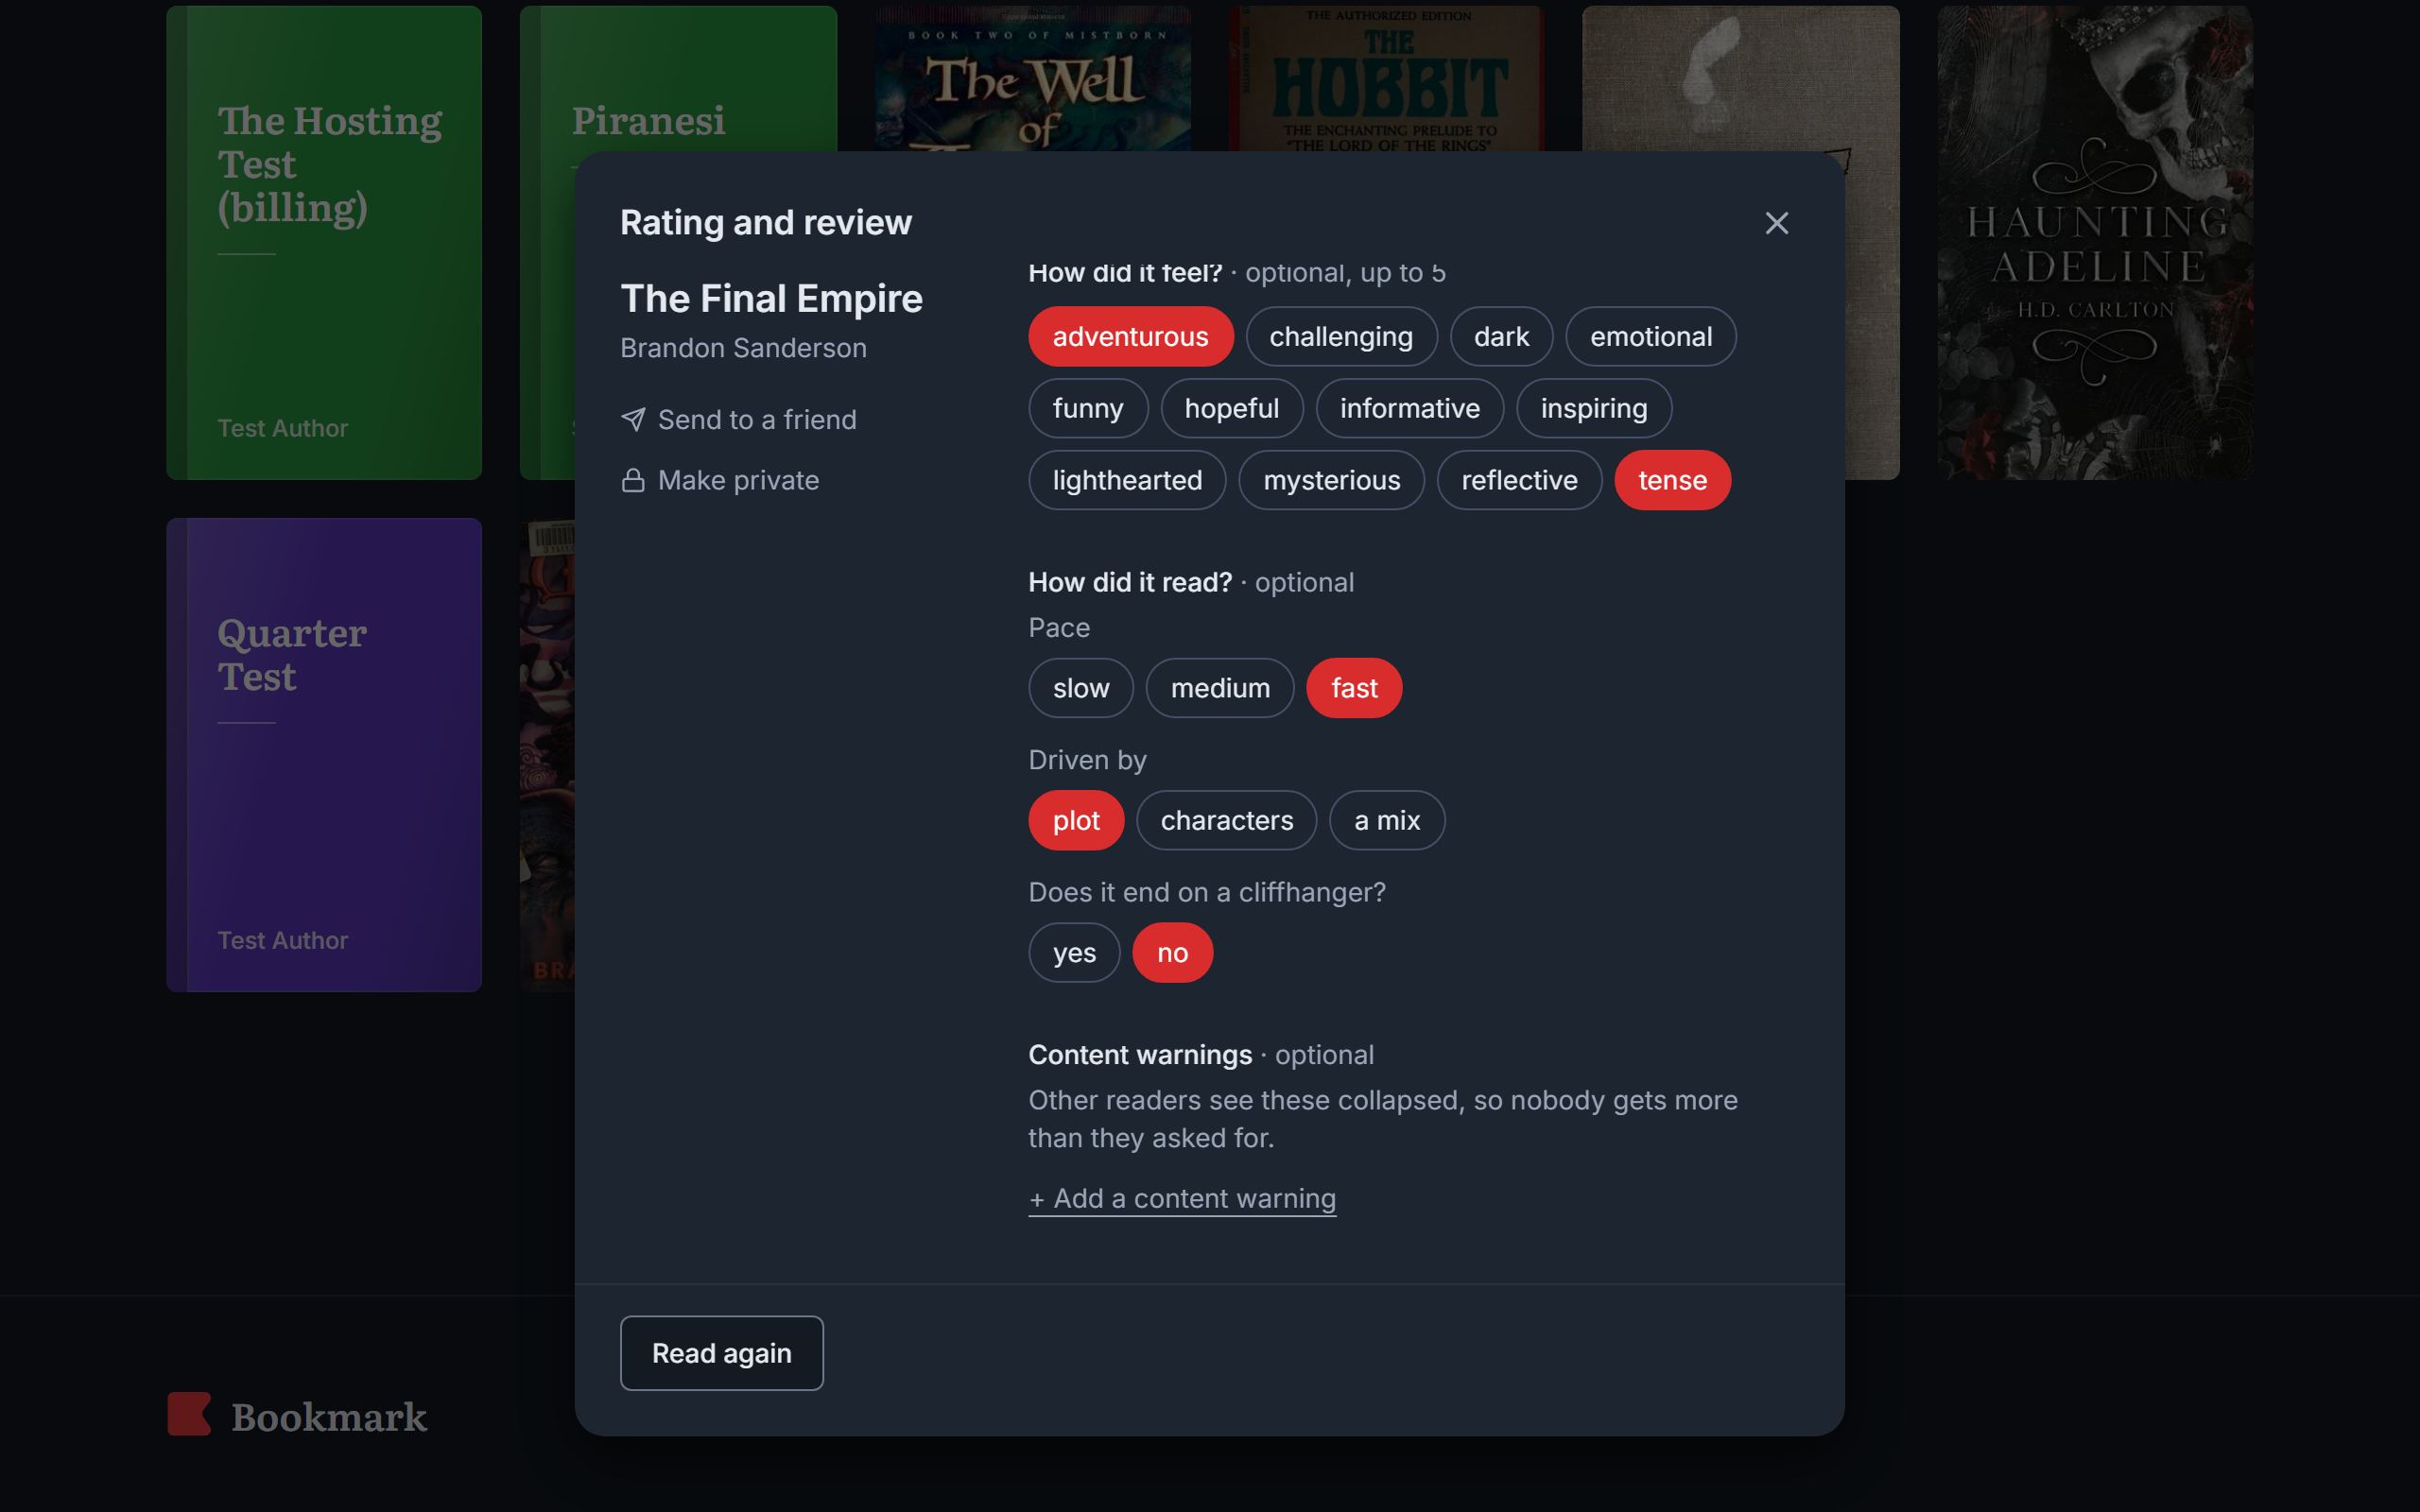 The Hosting
Test
(billing)
Test Author
Piranesi
BOOK TWO OF MISTBORN
The Well
of
THE AUTHORIZED EDITION
THE
HOBBIT
THE ENCHANTING PRELUDE TO
"THE LORD OF THE RINGS"
HAUNTING
ADELINE
H.D. CARLTON
Quarter
Test
Test Author
BRA
Rating and review
The Final Empire
Brandon Sanderson
Send to a friend
Make private
How did it feel? · optional, up to 5
adventurous challenging dark emotional
funny hopeful informative inspiring
lighthearted mysterious reflective tense
How did it read? · optional
Pace
slow medium fast
Driven by
plot characters a mix
Does it end on a cliffhanger?
yes no
Content warnings · optional
Other readers see these collapsed, so nobody gets more
than they asked for.
+ Add a content warning
Read again
Bookmark